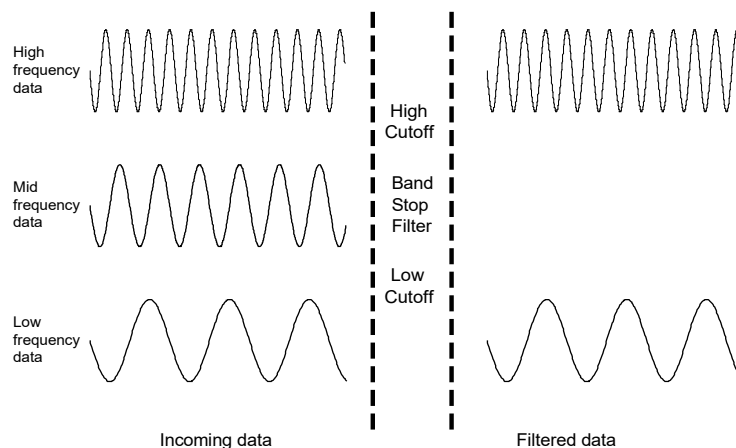 High
frequency
data
High
Cutoff
Mid
frequency
data
Band
Stop
Filter
Low
Cutoff
Low
frequency
data
Incoming data
Filtered data